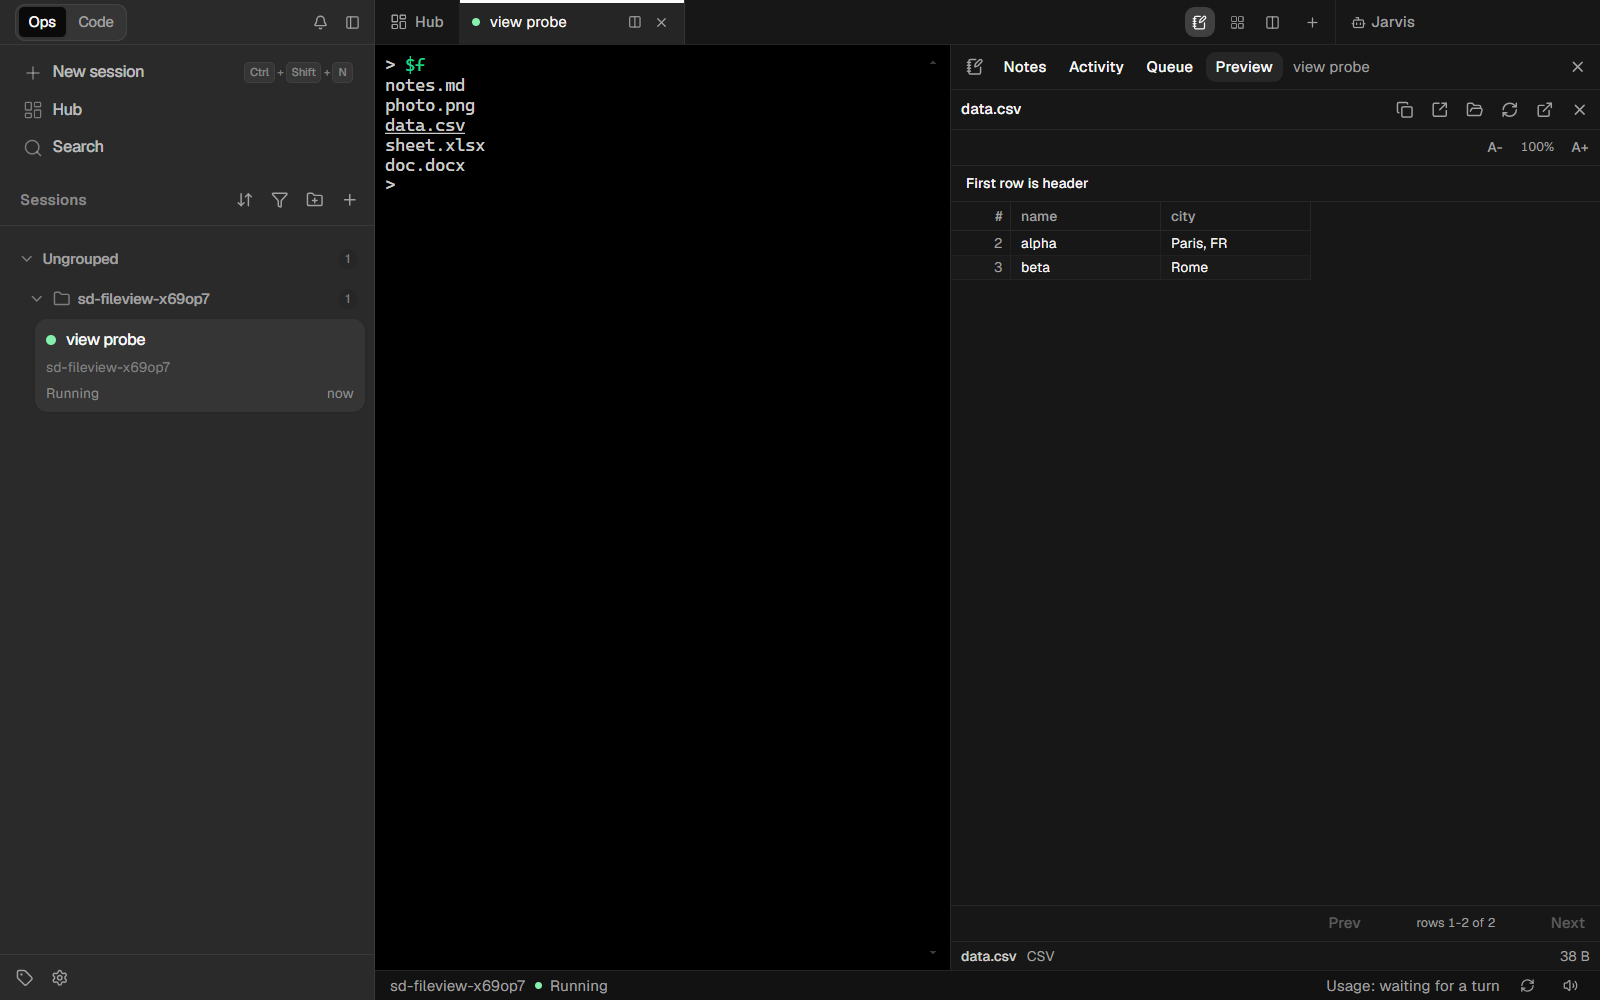 Ops Code
New session Ctrl + Shift + N
Hub
Search
Sessions
Ungrouped 1
sd-fileview-x69op7 1
view probe
sd-fileview-x69op7
Running now
Hub
view probe
Jarvis
> $f
notes.md
photo.png
data.csv
sheet.xlsx
doc.docx
>
Notes Activity Queue Preview view probe
data.csv
A- 100% A+
First row is header
# name city
2 alpha Paris, FR
3 beta Rome
Prev rows 1-2 of 2 Next
data.csv CSV 38 B
sd-fileview-x69op7 Running Usage: waiting for a turn